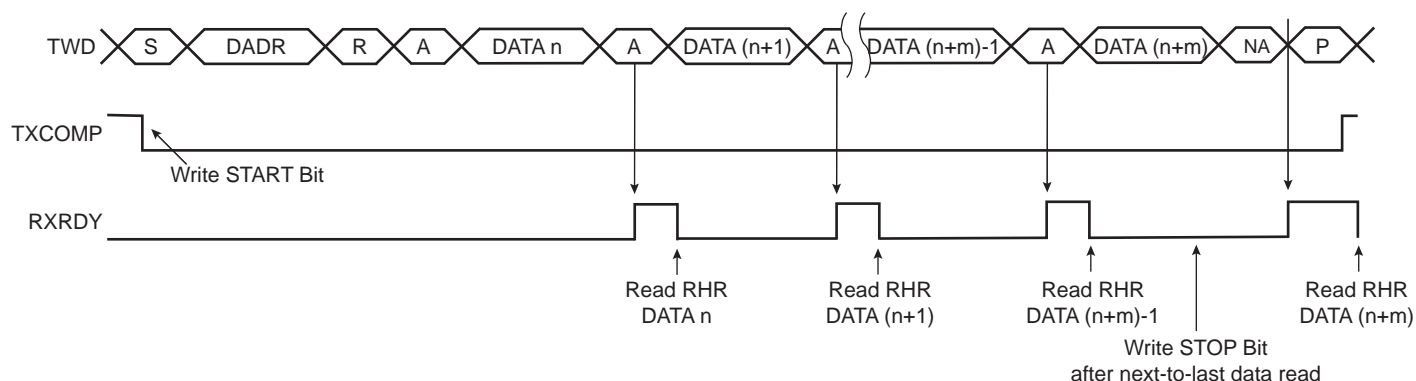 TWD S DADR R A DATA n A DATA (n+1) A DATA (n+m)-1 A DATA (n+m) NA P
TXCOMP
Write START Bit
RXRDY
Read RHR
DATA n
Read RHR
DATA (n+1)
Read RHR
DATA (n+m)-1
Read RHR
DATA (n+m)
Write STOP Bit
after next-to-last data read